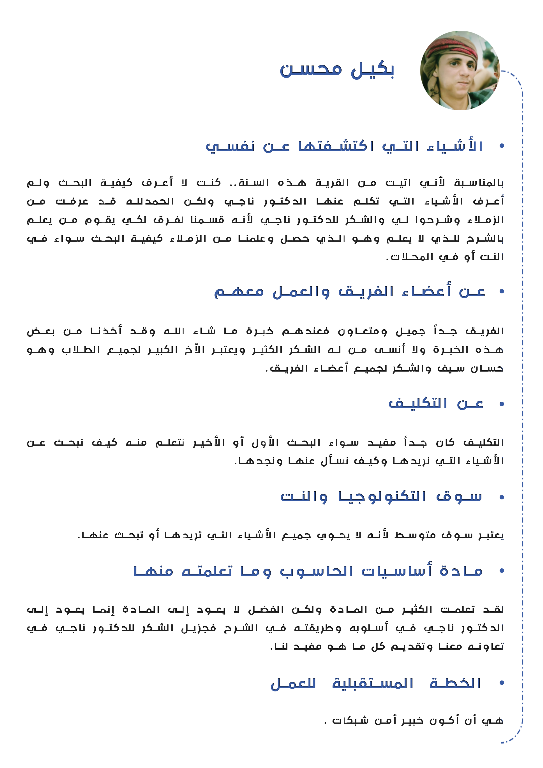 بكيل محسن
• الأشياء التي اكتشفتها عن نفسي
بالمناسبة لأني اتيت من القرية هذه السنة.. كنت لا أعرف كيفية البحث ولم
أعرف الأشياء التي تكلم عنها الدكتور ناجي ولكن الحمدلله قد عرفت من
الزملاء وشرحوا لي والشكر للدكتور ناجي لأنه قسمنا لفرق لكي يقوم من يعلم
بالشرح للذي لا يعلم وهو الذي حصل وعلمنا من الزملاء كيفية البحث سواء في
النت أو في المحلات.
• عن أعضاء الفريق والعمل معهم
الفريق جداً جميل ومتعاون فعندهم خبرة ما شاء الله وقد أخذنا من بعض
هذه الخبرة ولا أنسى من له الشكر الكثير ويعتبر الأخ الكبير لجميع الطلاب وهو
حسان سيف والشكر لجميع أعضاء الفريق.
• عن التكليف
التكليف كان جداً مفيد سواء البحث الأول أو الأخير نتعلم منه كيف نبحث عن
الأشياء التي نريدها وكيف نسأل عنها ونجدها.
• سوق التكنولوجيا والنت
يعتبر سوق متوسط لأنه لا يحوي جميع الأشياء التي تريدها أو تبحث عنها.
• مادة أساسيات الحاسوب وما تعلمته منها
لقد تعلمت الكثير من المادة ولكن الفضل لا يعود إلى المادة إنما يعود إلى
الدكتور ناجي في أسلوبه وطريقته في الشرح فجزيل الشكر للدكتور ناجي في
تعاونه معنا وتقديم كل ما هو مفيد لنا.
• الخطة المستقبلية للعمل
هي أن أكون خبير أمن شبكات .